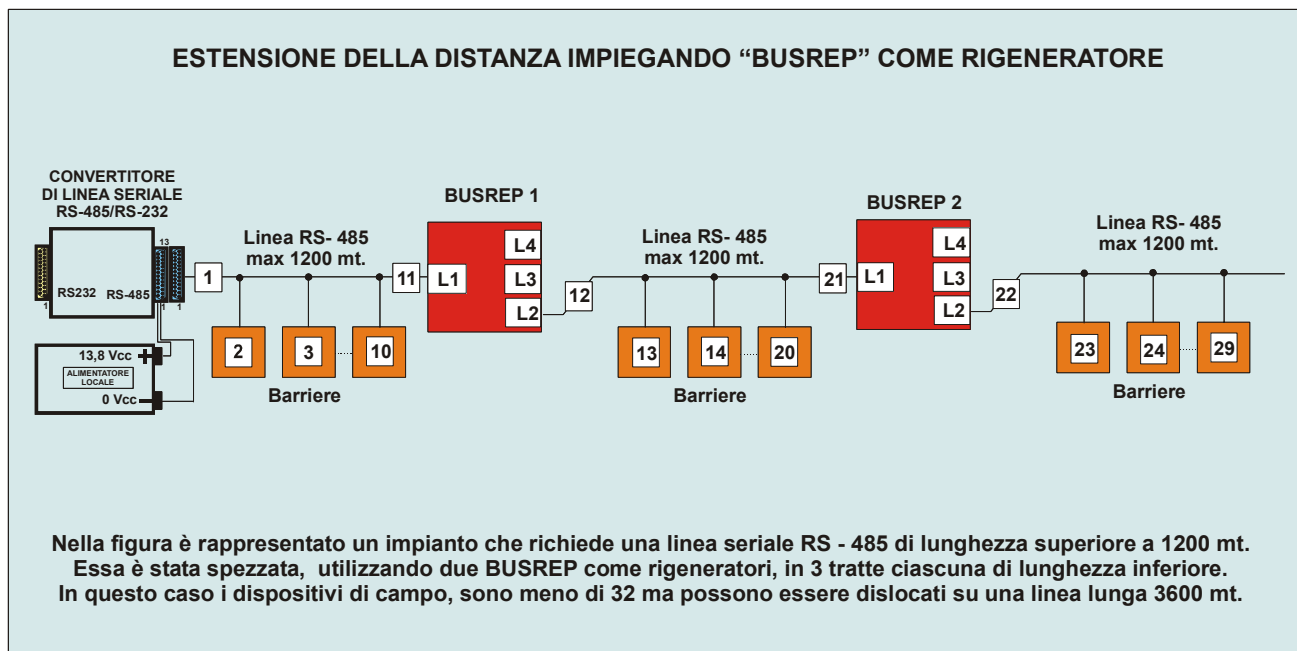 ESTENSIONE DELLA DISTANZA IMPIEGANDO “BUSREP” COME RIGENERATORE
CONVERTITORE
DI LINEA SERIALE
RS-485/RS-232
BUSREP 1
BUSREP 2
Linea RS- 485
max 1200 mt.
Linea RS- 485
max 1200 mt.
Linea RS- 485
max 1200 mt.
13
RS232
RS-485
1
1
1
1
11
L1
L4
L3
L2
12
21
L1
L4
L3
L2
22
13,8 Vcc +
ALIMENTATORE
LOCALE
0 Vcc –
2
3
10
Barriere
13
14
20
Barriere
23
24
29
Barriere
Nella figura è rappresentato un impianto che richiede una linea seriale RS - 485 di lunghezza superiore a 1200 mt.
Essa è stata spezzata, utilizzando due BUSREP come rigeneratori, in 3 tratte ciascuna di lunghezza inferiore.
In questo caso i dispositivi di campo, sono meno di 32 ma possono essere dislocati su una linea lunga 3600 mt.